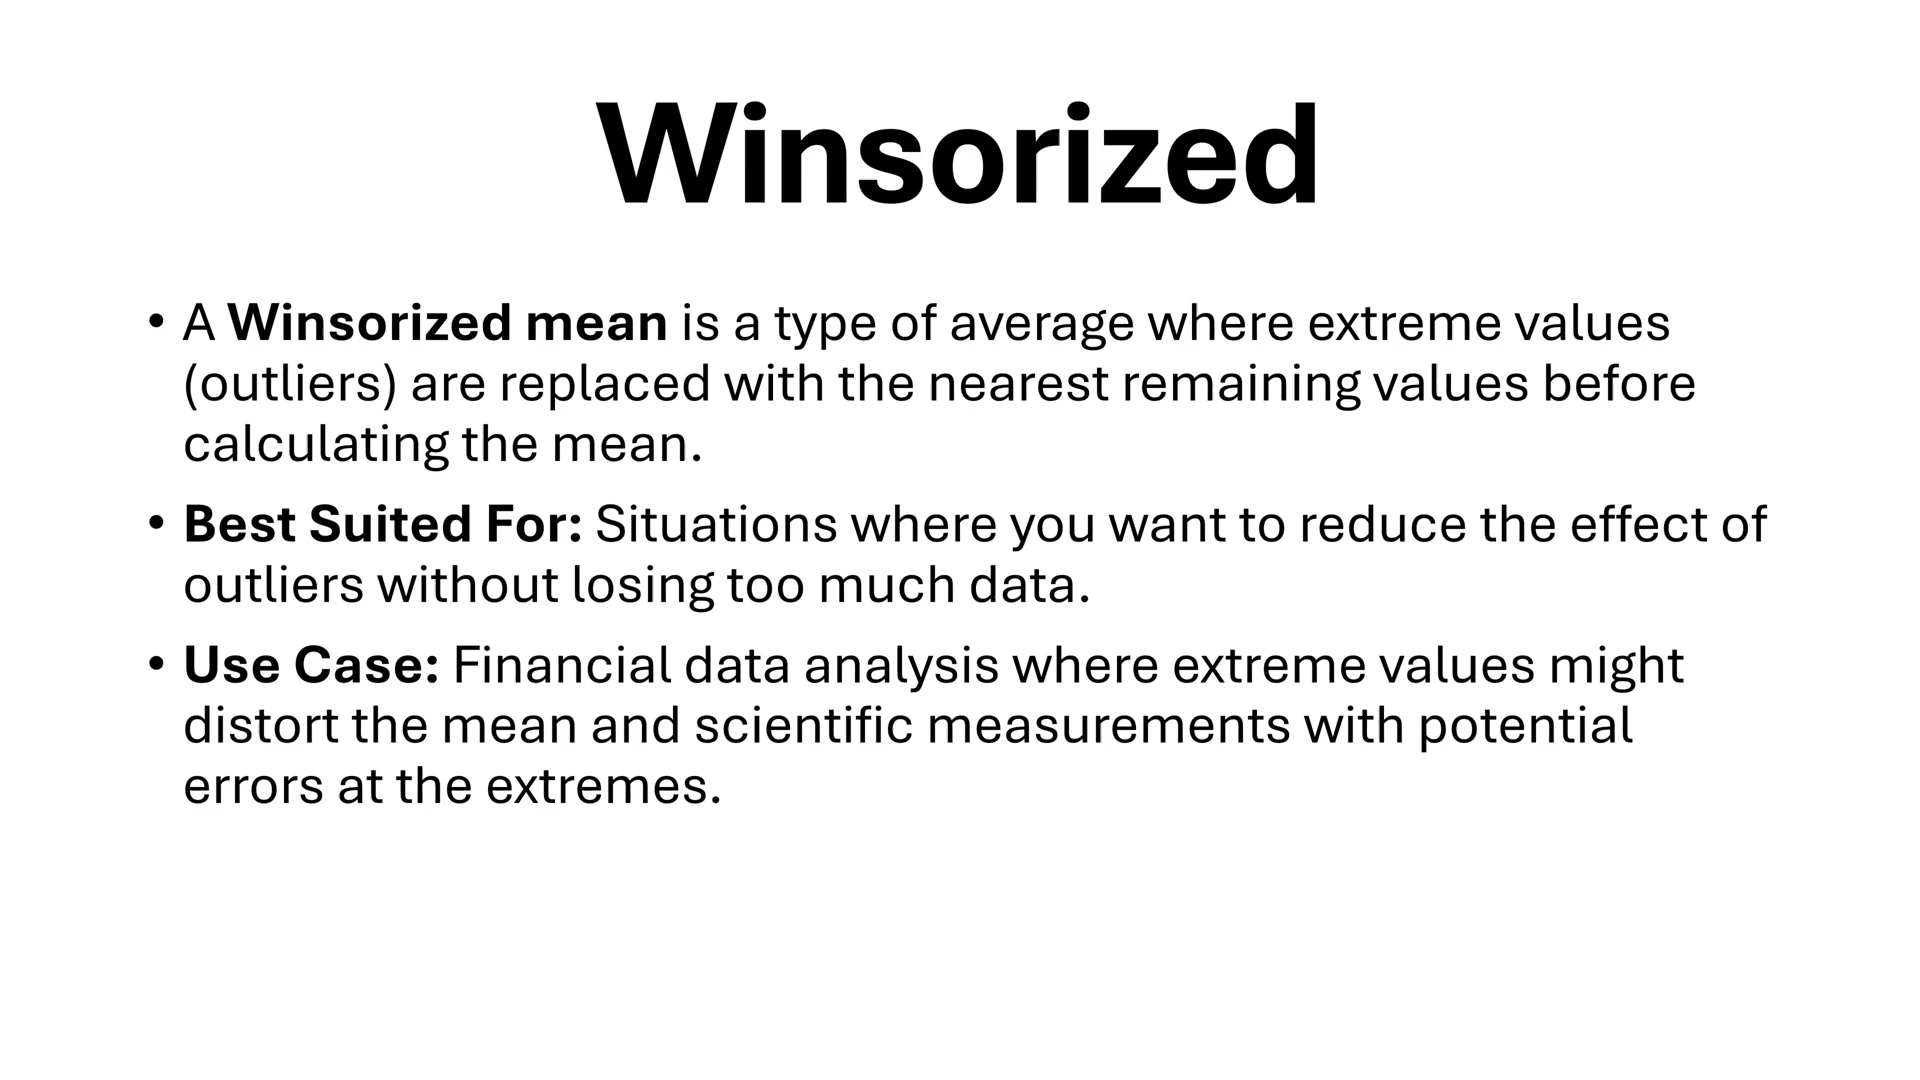 Winsorized
• A Winsorized mean is a type of average where extreme values
(outliers) are replaced with the nearest remaining values before
calculating the mean.
• Best Suited For: Situations where you want to reduce the effect of
outliers without losing too much data.
• Use Case: Financial data analysis where extreme values might
distort the mean and scientific measurements with potential
errors at the extremes.